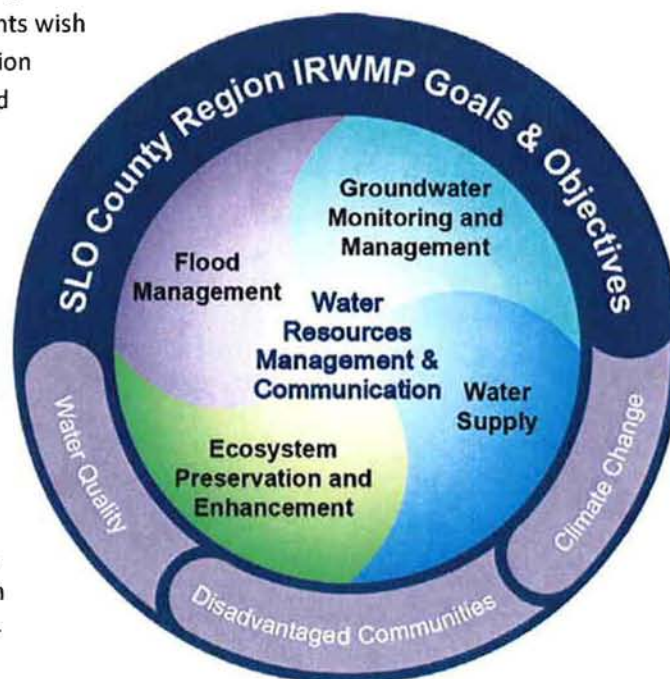 nts wish
ion
d
SLO County Region IRWMP Goals & Objectives
Groundwater
Monitoring and
Management
Flood
Management
Water
Resources
Management &
Communication
Water
Supply
Ecosystem
Preservation and
Enhancement
Water Quality
Disadvantaged Communities
Climate Change